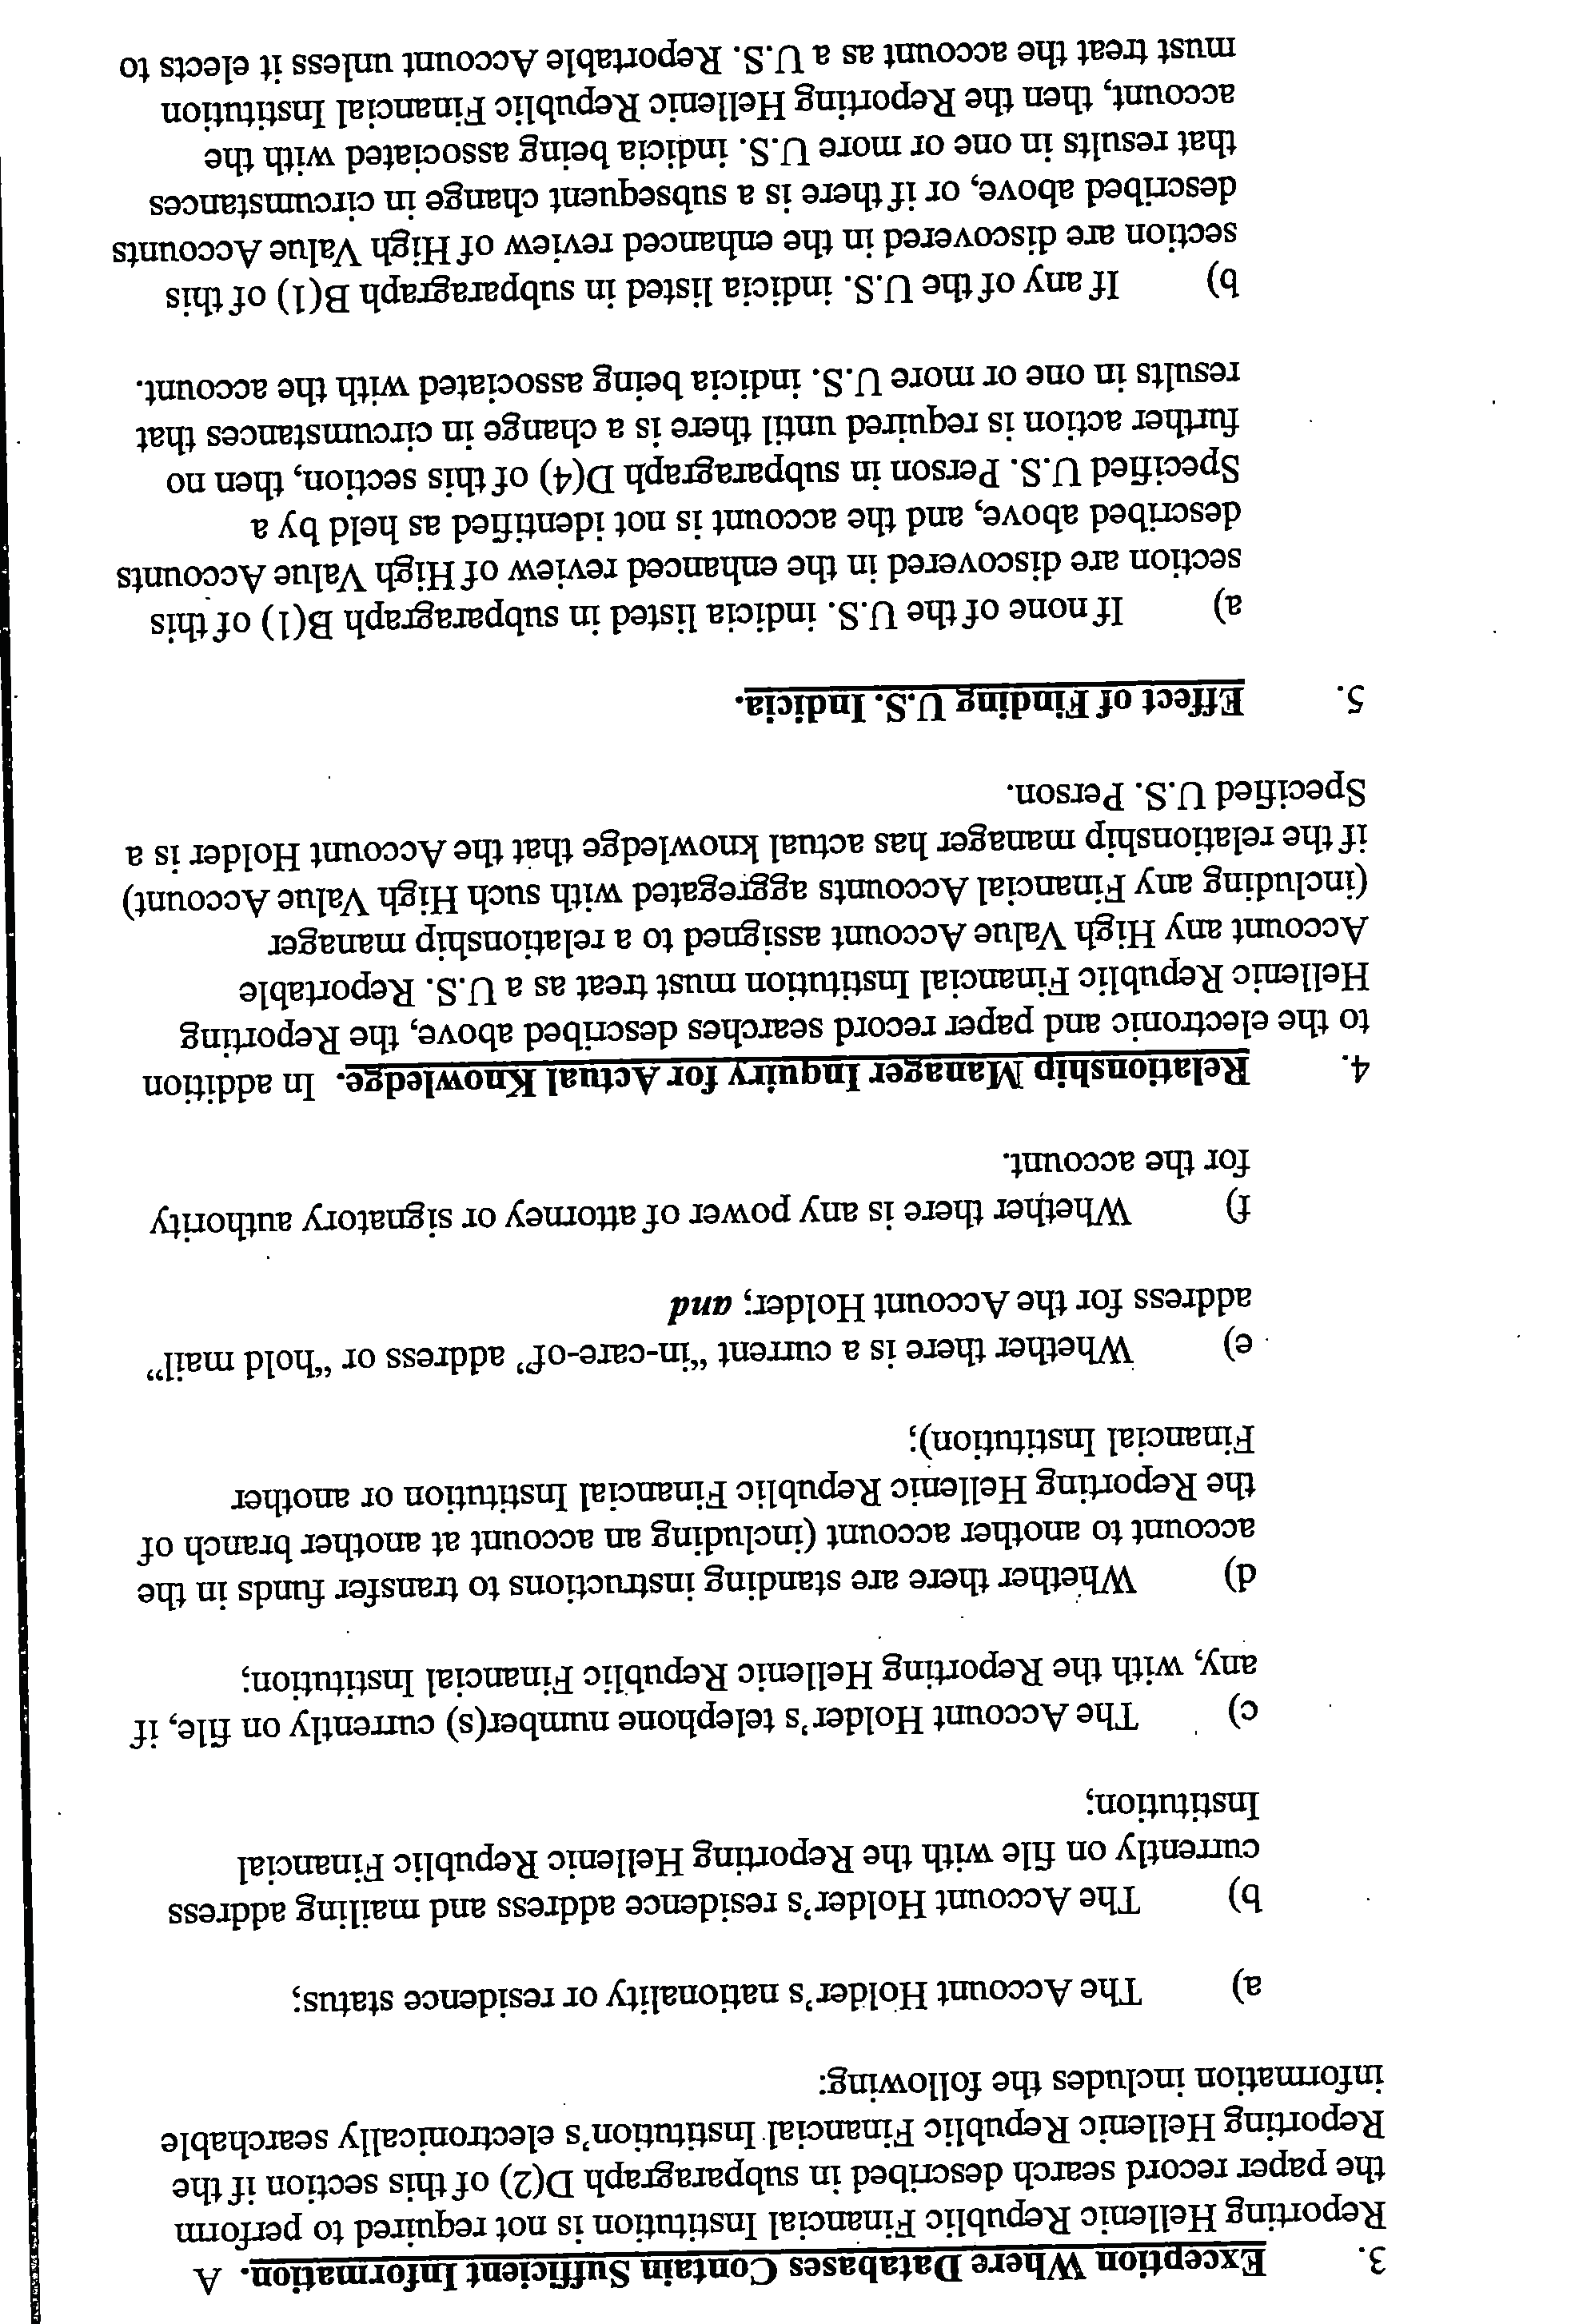 3. Exception Where Databases Contain Sufficient Information. A
Reporting Hellenic Republic Financial Institution is not required to perform
the paper record search described in subparagraph D(2) of this section if the
Reporting Hellenic Republic Financial Institution's electronically searchable
information includes the following:
a) The Account Holder's nationality or residence status;
b) The Account Holder's residence address and mailing address
currently on file with the Reporting Hellenic Republic Financial
Institution;
c) The Account Holder's telephone number(s) currently on file, if
any, with the Reporting Hellenic Republic Financial Institution;
d) Whether there are standing instructions to transfer funds in the
account to another account (including an account at another branch of
the Reporting Hellenic Republic Financial Institution or another
Financial Institution);
e) Whether there is a current “in-care-of” address or “hold mail”
address for the Account Holder; and
f) Whether there is any power of attorney or signatory authority
for the account.
4. Relationship Manager Inquiry for Actual Knowledge. In addition
to the electronic and paper record searches described above, the Reporting
Hellenic Republic Financial Institution must treat as a U.S. Reportable
Account any High Value Account assigned to a relationship manager
(including any Financial Accounts aggregated with such High Value Account)
if the relationship manager has actual knowledge that the Account Holder is a
Specified U.S. Person.
5. Effect of Finding U.S. Indicia.
a) If none of the U.S. indicia listed in subparagraph B(1) of this
section are discovered in the enhanced review of High Value Accounts
described above, and the account is not identified as held by a
Specified U.S. Person in subparagraph D(4) of this section, then no
further action is required until there is a change in circumstances that
results in one or more U.S. indicia being associated with the account.
b) If any of the U.S. indicia listed in subparagraph B(1) of this
section are discovered in the enhanced review of High Value Accounts
described above, or if there is a subsequent change in circumstances
that results in one or more U.S. indicia being associated with the
account, then the Reporting Hellenic Republic Financial Institution
must treat the account as a U.S. Reportable Account unless it elects to